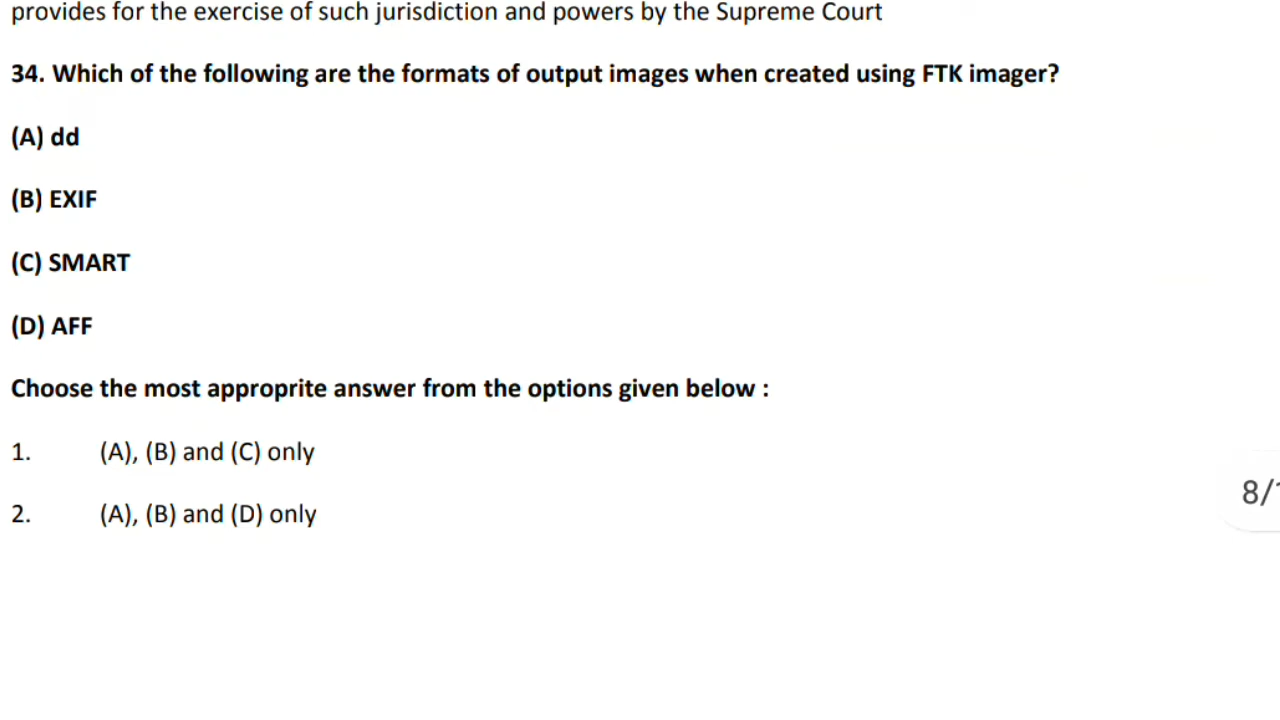 provides for the exercise of such jurisdiction and powers by the Supreme Court
34. Which of the following are the formats of output images when created using FTK imager?
(A) dd
(B) EXIF
(C) SMART
(D) AFF
Choose the most approprite answer from the options given below :
1. (A), (B) and (C) only
2. (A), (B) and (D) only
8/